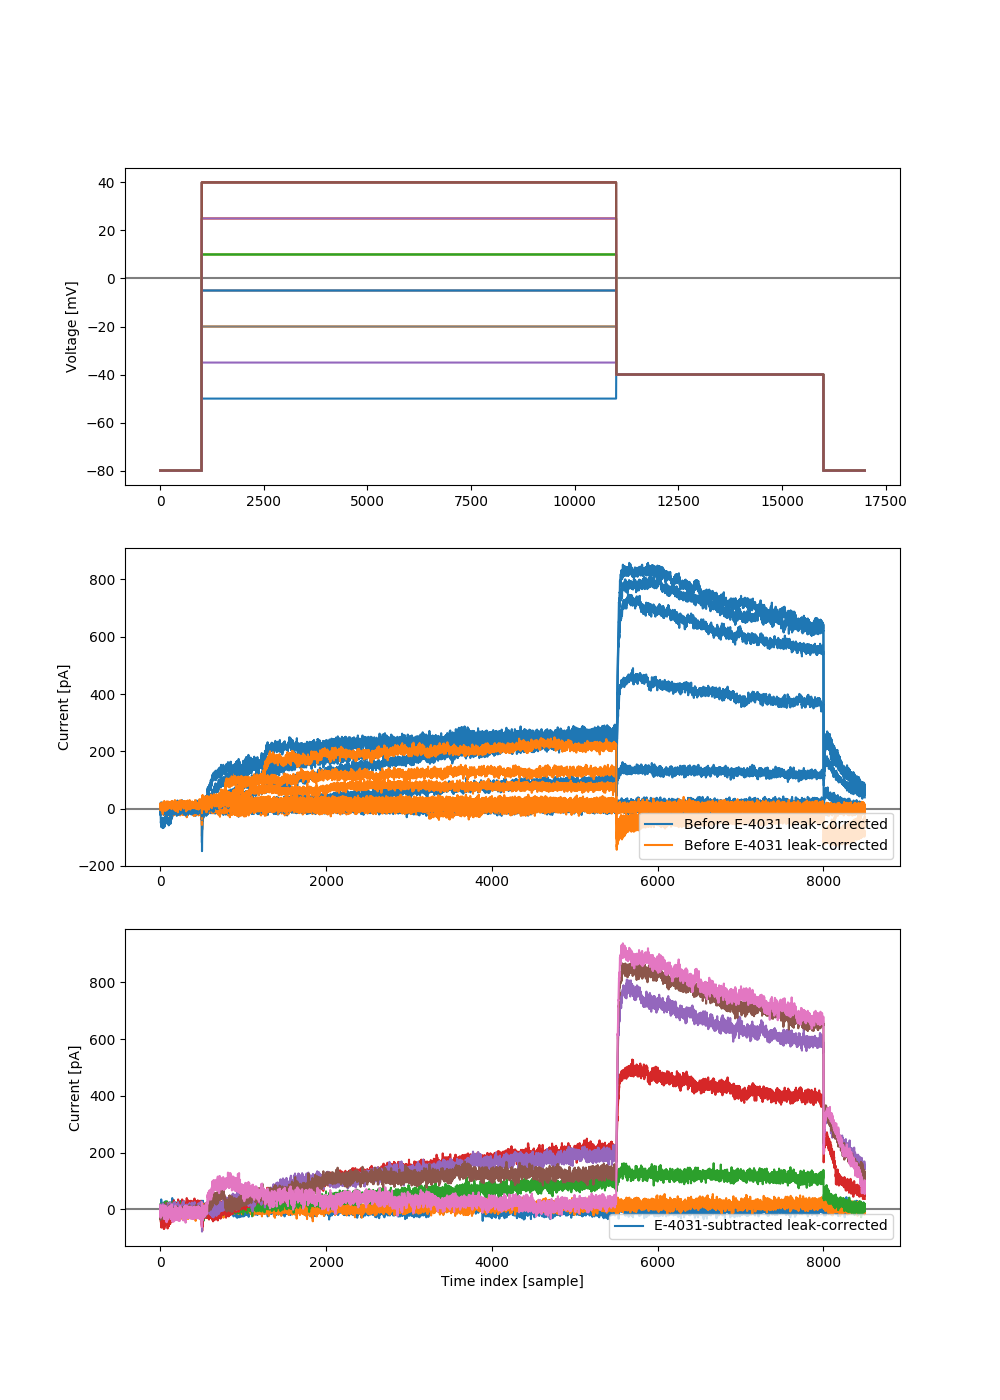 40
20
0
−20
−40
−60
−80
Voltage [mV]
0 2500 5000 7500 10000 12500 15000 17500
800
600
400
200
0
−200
Current [pA]
Before E-4031 leak-corrected
Before E-4031 leak-corrected
0 2000 4000 6000 8000
800
600
400
200
0
Current [pA]
E-4031-subtracted leak-corrected
0 2000 4000 6000 8000
Time index [sample]